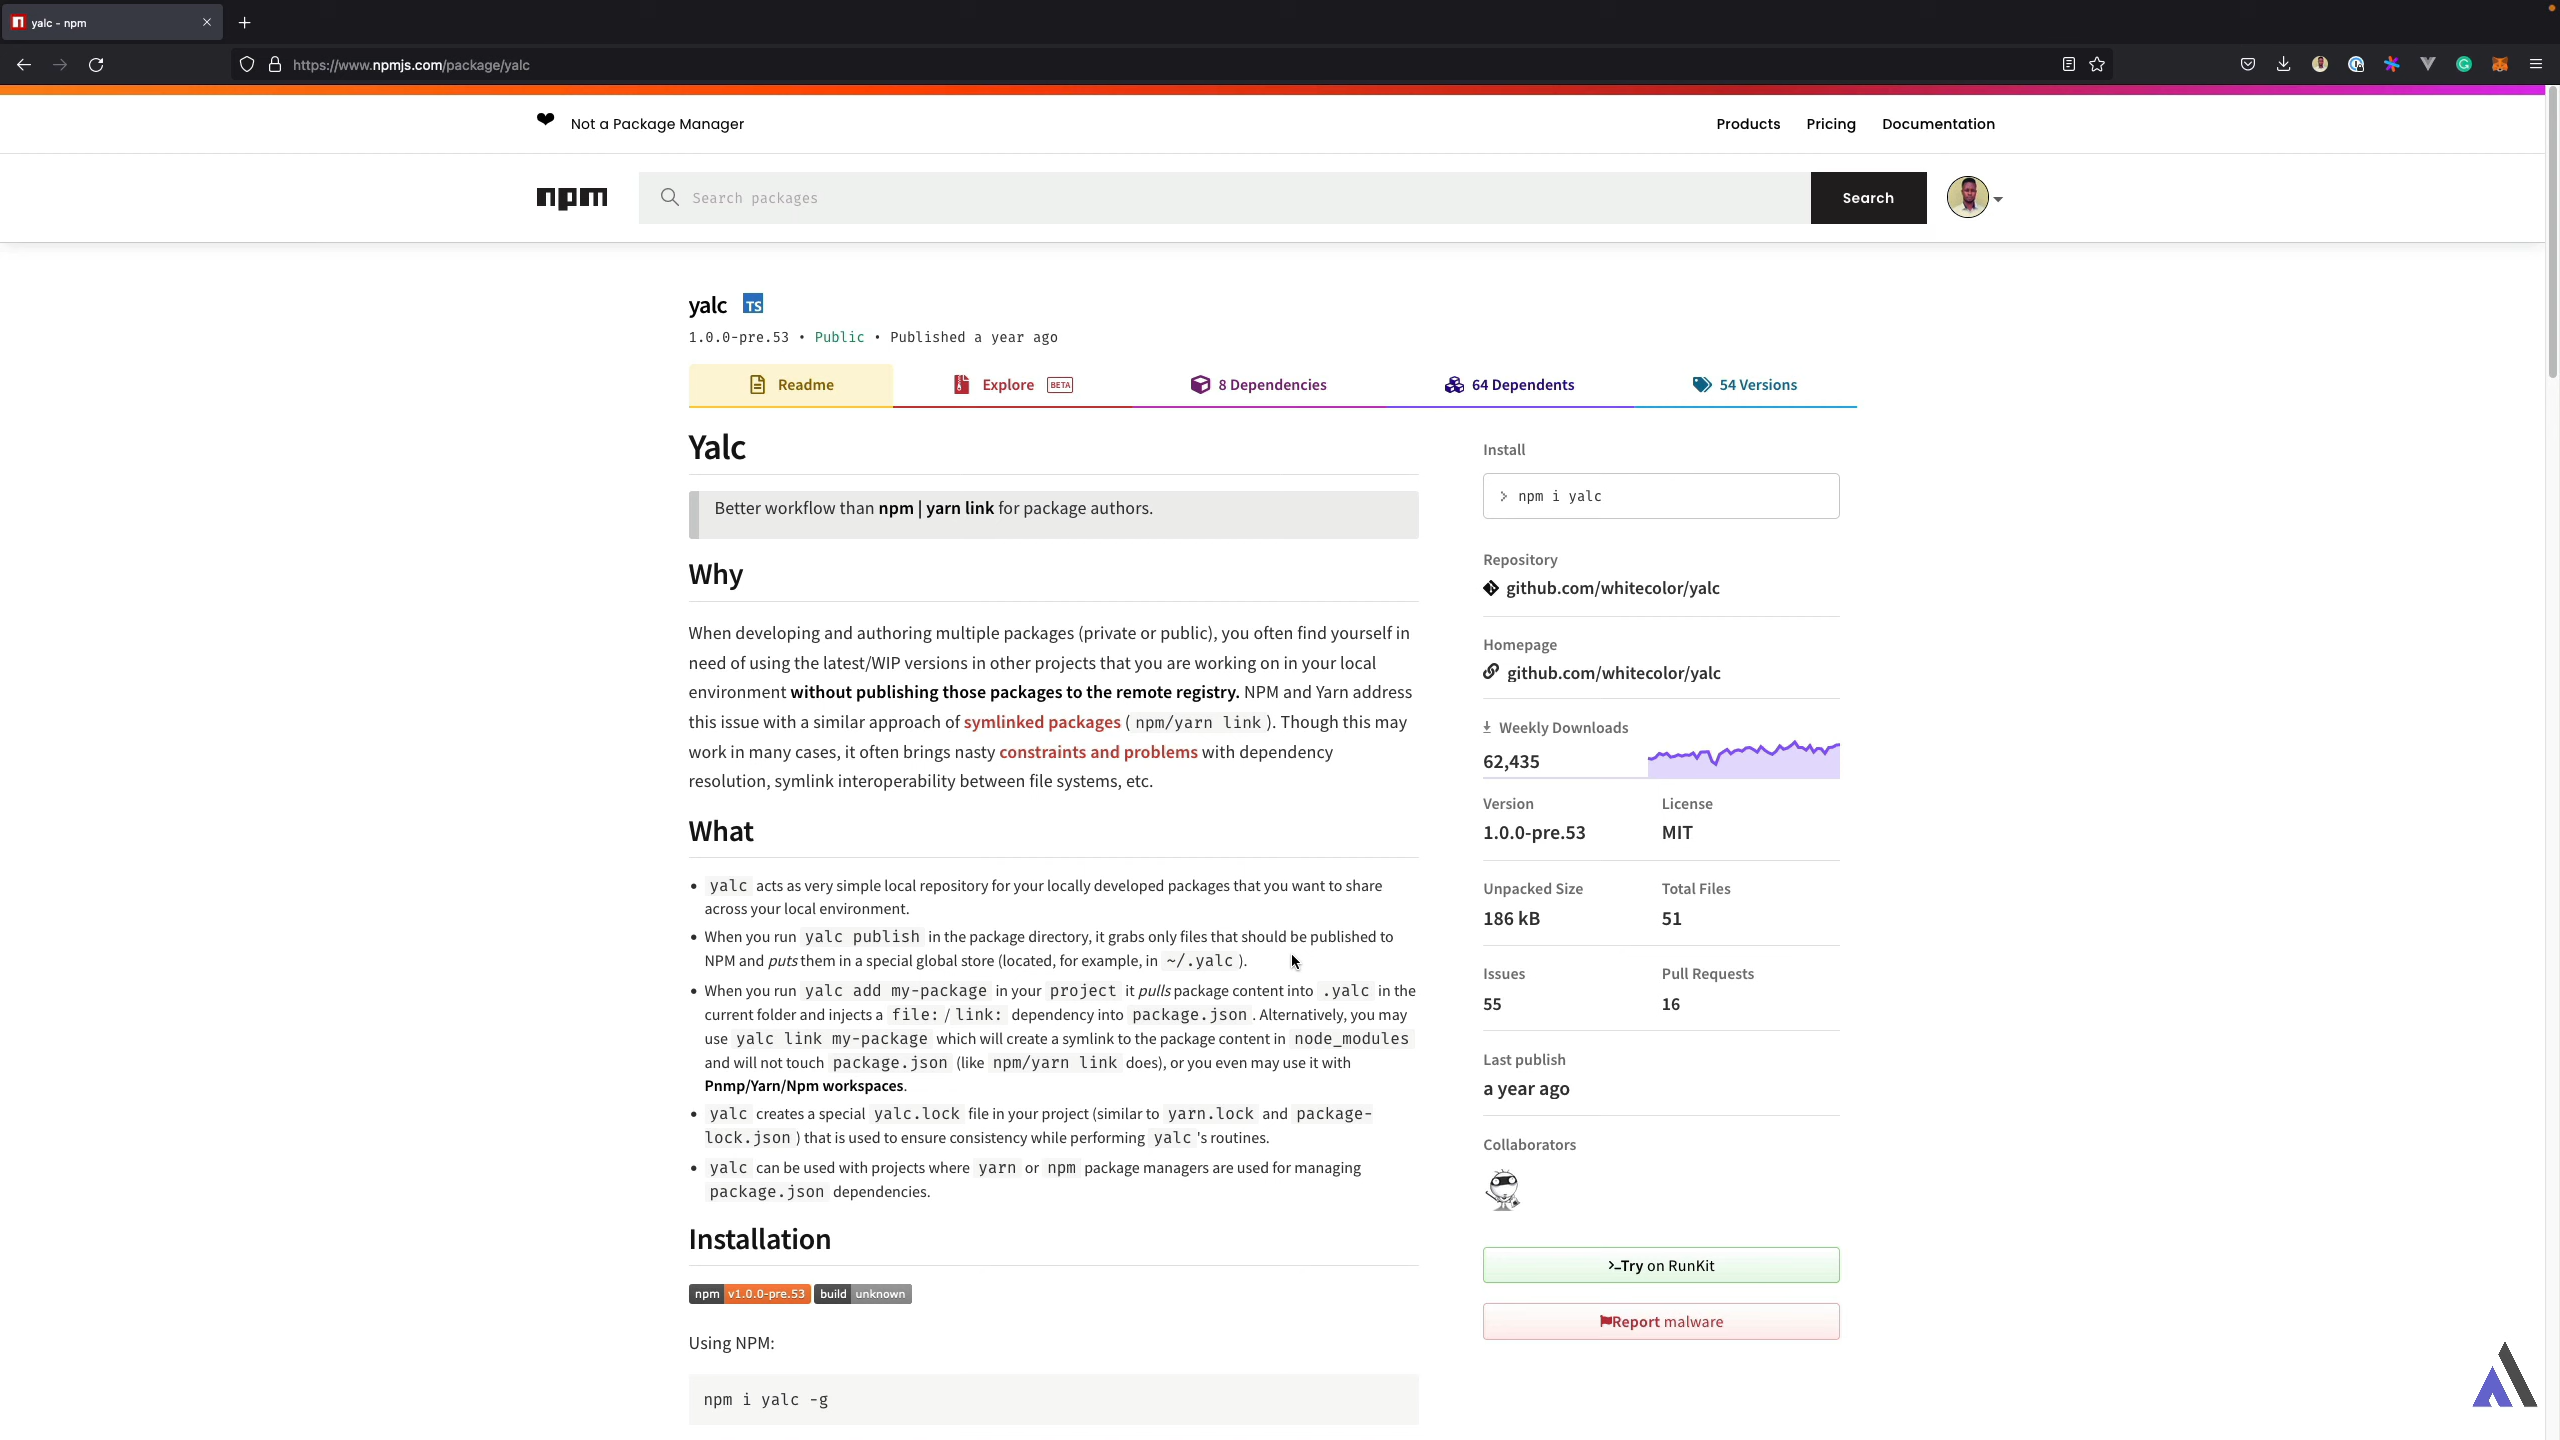 yalc - npm
https://www.npmjs.com/package/yalc
❤ Not a Package Manager
Products Pricing Documentation
npm
Search packages
Search
yalc TS
1.0.0-pre.53 • Public • Published a year ago
Readme
Explore BETA
8 Dependencies
64 Dependents
54 Versions
Yalc
Better workflow than npm | yarn link for package authors.
Why
When developing and authoring multiple packages (private or public), you often find yourself in
need of using the latest/WIP versions in other projects that you are working on in your local
environment without publishing those packages to the remote registry. NPM and Yarn address
this issue with a similar approach of symlinked packages ( npm/yarn link ). Though this may
work in many cases, it often brings nasty constraints and problems with dependency
resolution, symlink interoperability between file systems, etc.
What
• yalc acts as very simple local repository for your locally developed packages that you want to share
across your local environment.
• When you run yalc publish in the package directory, it grabs only files that should be published to
NPM and puts them in a special global store (located, for example, in ~/.yalc ).
• When you run yalc add my-package in your project it pulls package content into .yalc in the
current folder and injects a file: / link: dependency into package.json . Alternatively, you may
use yalc link my-package which will create a symlink to the package content in node_modules
and will not touch package.json (like npm/yarn link does), or you even may use it with
Pnmp/Yarn/Npm workspaces.
• yalc creates a special yalc.lock file in your project (similar to yarn.lock and package-
lock.json ) that is used to ensure consistency while performing yalc 's routines.
• yalc can be used with projects where yarn or npm package managers are used for managing
package.json dependencies.
Installation
npm v1.0.0-pre.53 build unknown
Using NPM:
npm i yalc -g
Install
> npm i yalc
Repository
github.com/whitecolor/yalc
Homepage
github.com/whitecolor/yalc
Weekly Downloads
62,435
Version License
1.0.0-pre.53 MIT
Unpacked Size Total Files
186 kB 51
Issues Pull Requests
55 16
Last publish
a year ago
Collaborators
>_Try on RunKit
Report malware